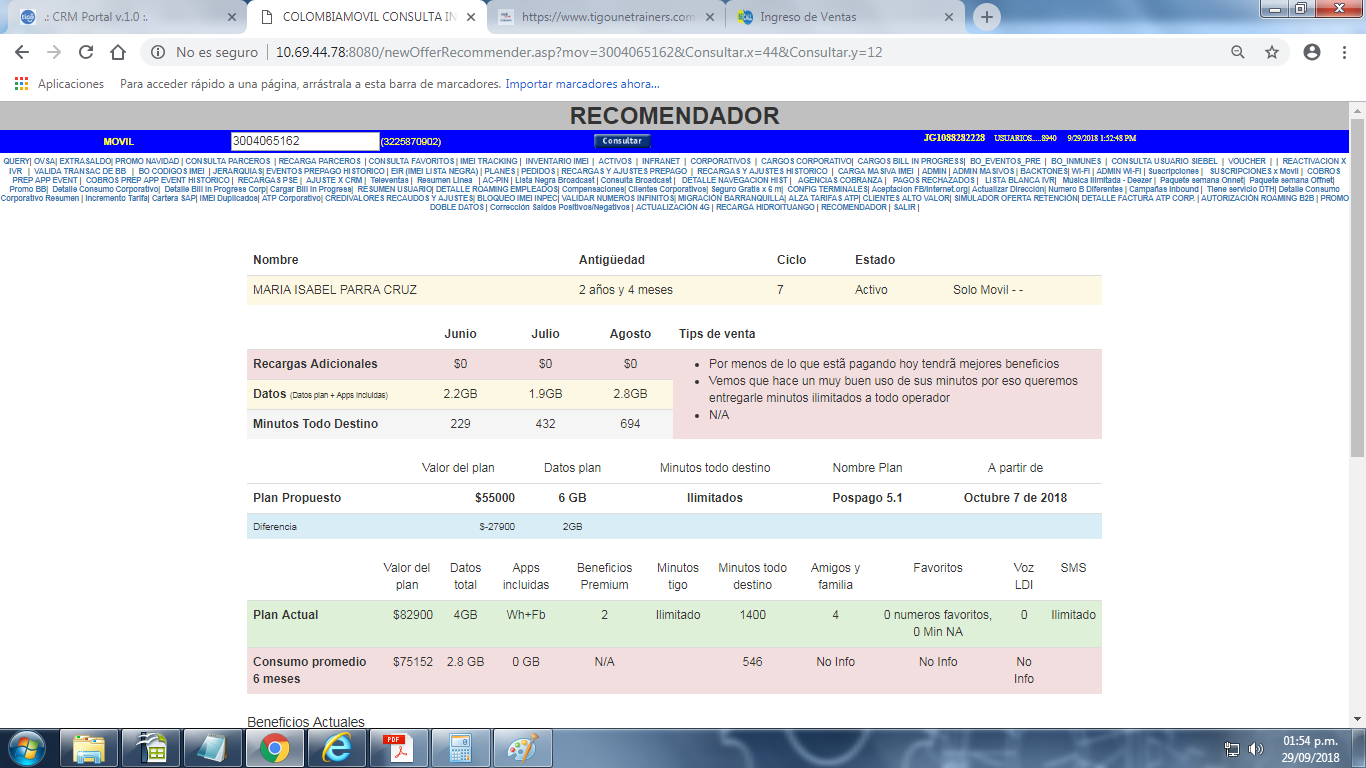 .: CRM Portal v.1.0 :.
COLOMBIAMOVIL CONSULTA IN
https://www.tigounetrainers.com
Ingreso de Ventas
No es seguro | 10.69.44.78:8080/newOfferRecommender.asp?mov=3004065162&Consultar.x=44&Consultar.y=12
Aplicaciones Para acceder rápido a una página, arrástrala a esta barra de marcadores. Importar marcadores ahora...
RECOMENDADOR
MOVIL 3004065162 (3225870902) Consultar JG1088282228 USUARIOS.....8940 9/29/2018 1:52:48 PM
QUERY| OVSA| EXTRASALDO| PROMO NAVIDAD | CONSULTA PARCEROS | RECARGA PARCEROS | CONSULTA FAVORITOS | IMEI TRACKING | INVENTARIO IMEI | ACTIVOS | INFRANET | CORPORATIVOS | CARGOS CORPORATIVO| CARGOS BILL IN PROGRESS| BO_EVENTOS_PRE | BO_INMUNES | CONSULTA USUARIO SIEBEL | VOUCHER | | REACTIVACION X
IVR | VALIDA TRANSAC DE BB | BO CODIGOS IMEI | JERARQUIAS| EVENTOS PREPAGO HISTORICO | EIR (IMEI LISTA NEGRA) | PLANES | PEDIDOS | RECARGAS Y AJUSTES PREPAGO | RECARGAS Y AJUSTES HISTORICO | CARGA MASIVA IMEI | ADMIN | ADMIN MASIVOS | BACKTONES| WI-FI | ADMIN WI-FI | Suscripciones | SUSCRIPCIONES x Movil | COBROS
PREP APP EVENT | COBROS PREP APP EVENT HISTORICO | RECARGAS PSE | AJUSTE X CRM | Televentas | Resumen Linea | AC-PIN | Lista Negra Broadcast | Consulta Broadcast | DETALLE NAVEGACION HIST | AGENCIAS COBRANZA | PAGOS RECHAZADOS | LISTA BLANCA IVR| Música Ilimitada - Deezer | Paquete semana Onnet| Paquete semana Offnet|
Promo BB| Detalle Consumo Corporativo| Detalle Bill In Progress Corp| Cargar Bill In Progress| RESUMEN USUARIO| DETALLE ROAMING EMPLEADOS| Compensaciones| Clientes Corporativos| Seguro Gratis x 6 m| CONFIG TERMINALES| Aceptacion FB/Internet.org| Actualizar Dirección| Numero B Diferentes | Campañas Inbound | Tiene servicio DTH| Detalle Consumo
Corporativo Resumen | Incremento Tarifa| Cartera SAP| IMEI Duplicados| ATP Corporativo| CREDIVALORES RECAUDOS Y AJUSTES| BLOQUEO IMEI INPEC| VALIDAR NUMEROS INFINITOS| MIGRACIÓN BARRANQUILLA| ALZA TARIFAS ATP| CLIENTES ALTO VALOR| SIMULADOR OFERTA RETENCIÓN| DETALLE FACTURA ATP CORP. | AUTORIZACIÓN ROAMING B2B | PROMO
DOBLE DATOS | Corrección Saldos Positivos/Negativos | ACTUALIZACIÓN 4G | RECARGA HIDROITUANGO | RECOMENDADOR | SALIR |
Nombre Antigüedad Ciclo Estado
MARIA ISABEL PARRA CRUZ 2 años y 4 meses 7 Activo Solo Movil - -
Junio Julio Agosto Tips de venta
Recargas Adicionales $0 $0 $0
• Por menos de lo que estã pagando hoy tendrã mejores beneficios
• Vemos que hace un muy buen uso de sus minutos por eso queremos
entregarle minutos ilimitados a todo operador
• N/A
Datos (Datos plan + Apps incluidas) 2.2GB 1.9GB 2.8GB
Minutos Todo Destino 229 432 694
Valor del plan Datos plan Minutos todo destino Nombre Plan A partir de
Plan Propuesto $55000 6 GB Ilimitados Pospago 5.1 Octubre 7 de 2018
Diferencia $-27900 2GB
Valor del Datos Apps Beneficios Minutos Minutos todo Amigos y Favoritos Voz SMS
plan total incluidas Premium tigo destino familia LDI
Plan Actual $82900 4GB Wh+Fb 2 Ilimitado 1400 4 0 numeros favoritos, 0 Ilimitado
0 Min NA
Consumo promedio $75152 2.8 GB 0 GB N/A 546 No Info No Info No
6 meses Info
Beneficios Actuales
01:54 p.m.
29/09/2018